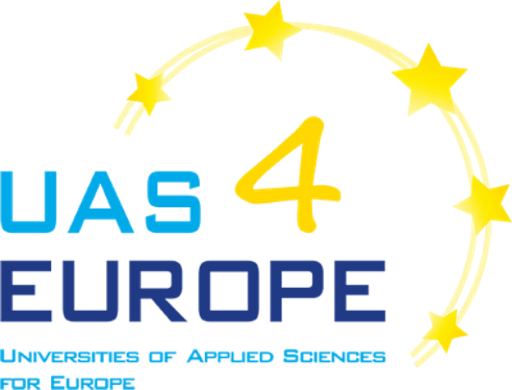 UAS 4
EUROPE
UNIVERSITIES OF APPLIED SCIENCES
FOR EUROPE